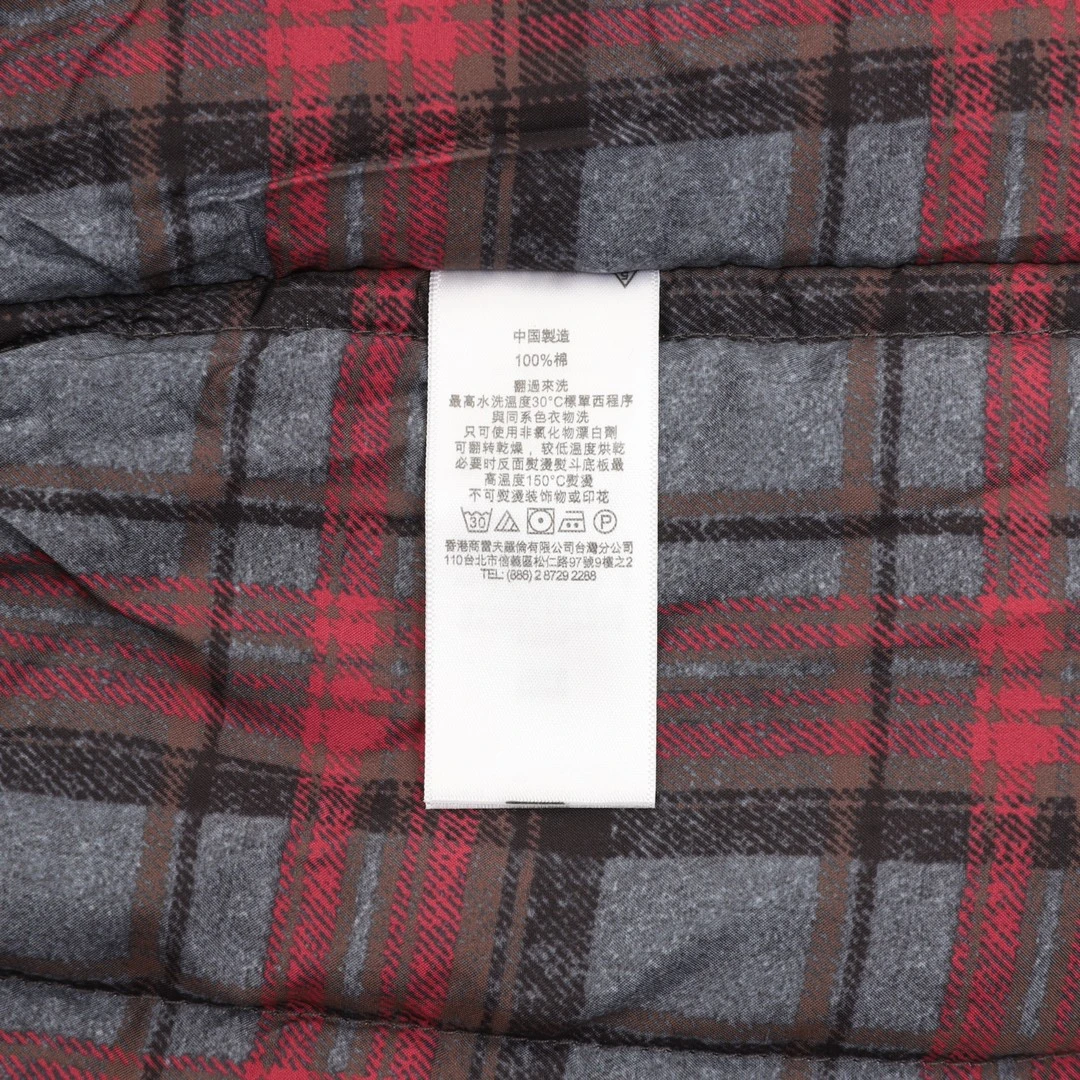 中国製造
100%棉
翻過來洗
最高水洗溫度30°C標單西程序
與同系色衣物洗
只可使用非氯化物漂白劑
可翻转乾燥，较低溫度烘乾
必要时反面熨燙熨斗底板最
高溫度150°C熨燙
不可熨燙装饰物或印花
30 P
香港商雷夫羅倫有限公司台灣分公司
110台北市信義區松仁路97號9樓之2
TEL: (886) 2 8729 2288